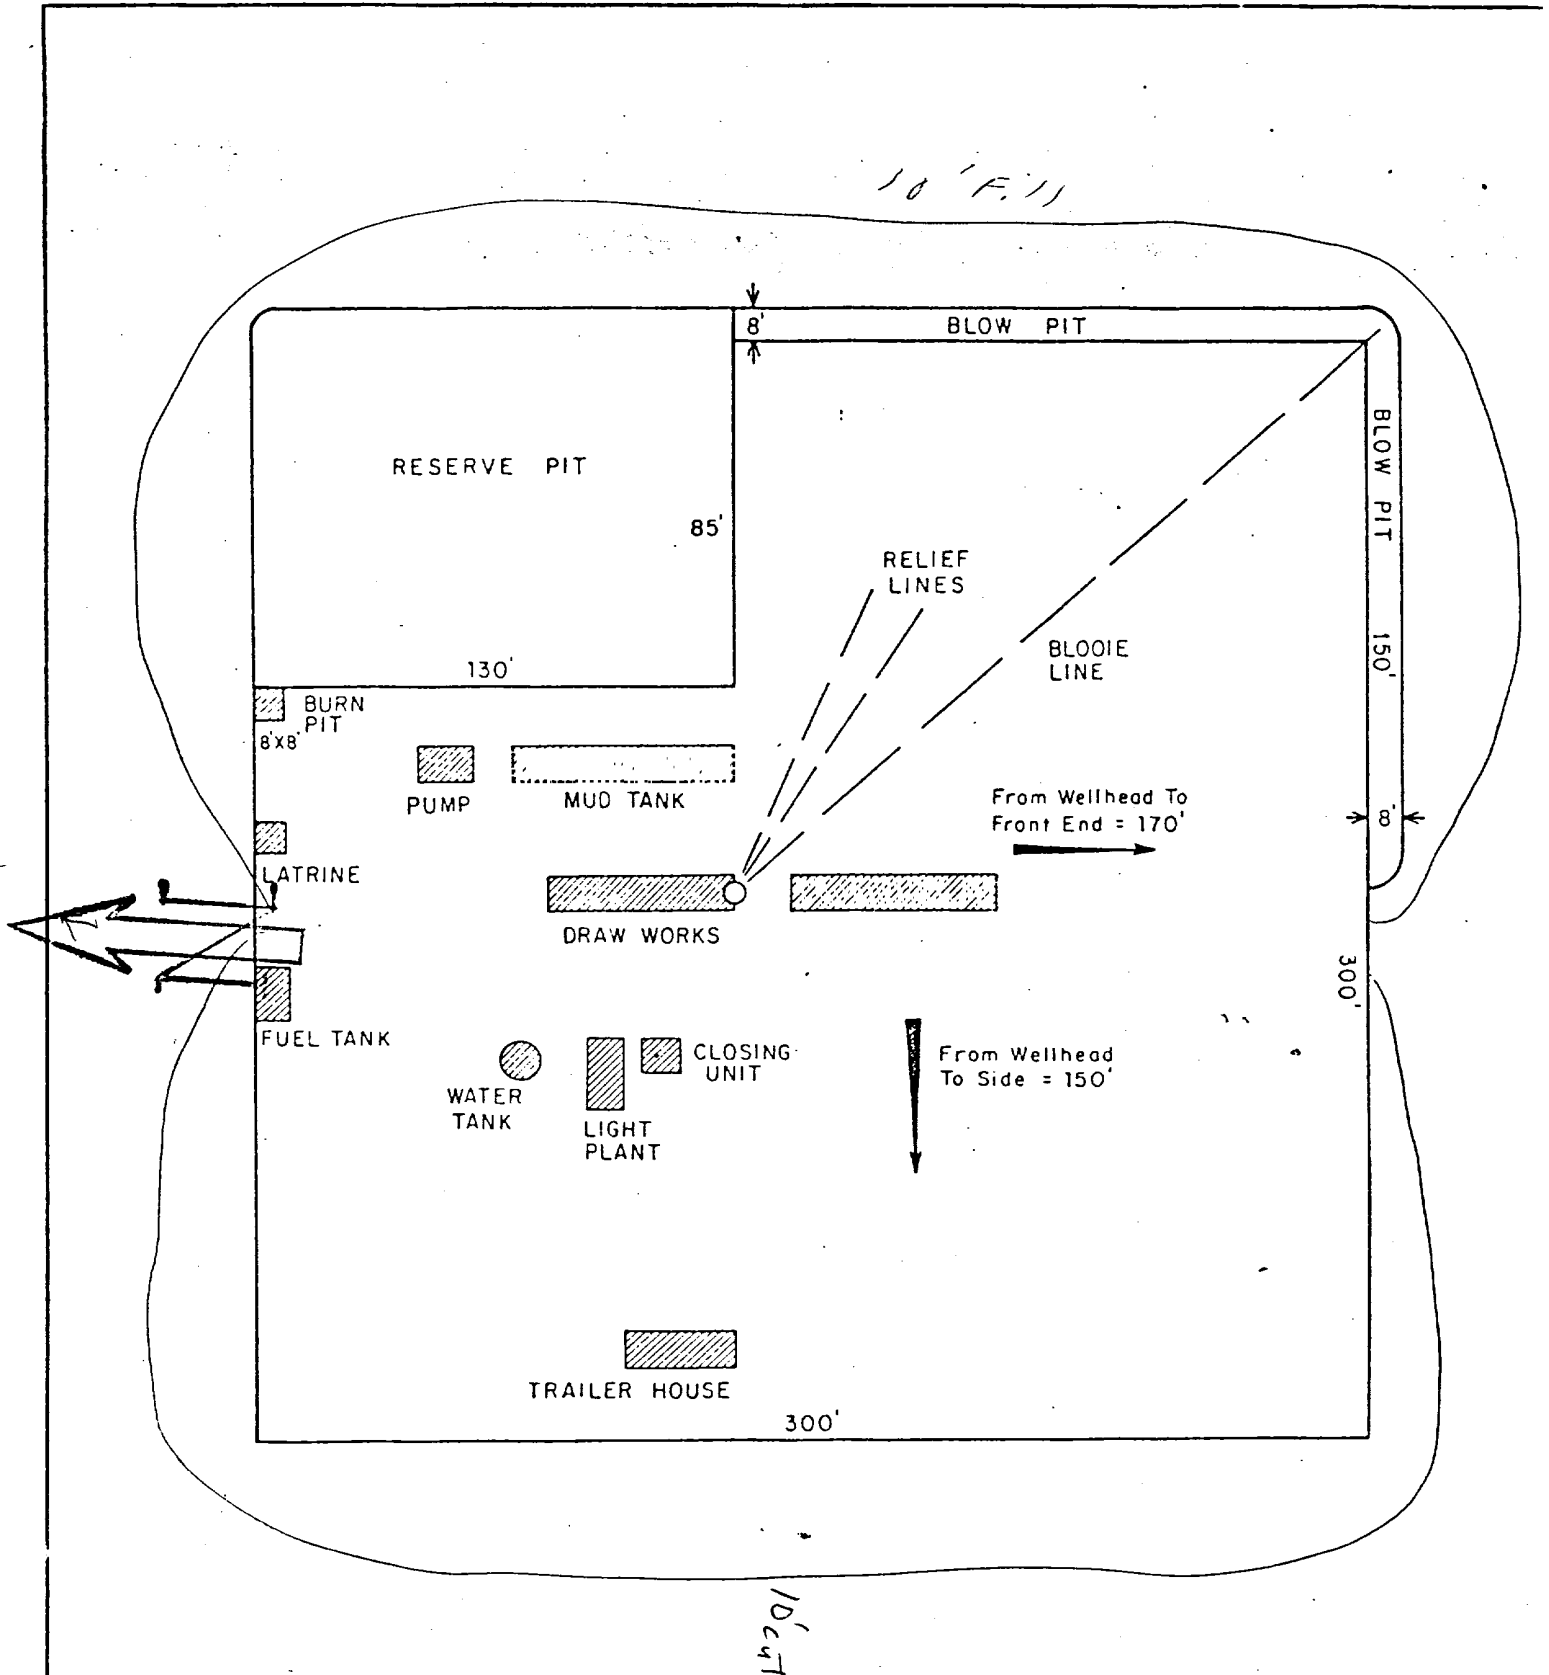 10' Fill
8'
BLOW PIT
BLOW PIT
RESERVE PIT
85'
RELIEF
LINES
BLOOIE
LINE
150'
130'
BURN
PIT
8'X8'
PUMP
MUD TANK
From Wellhead To
Front End = 170'
8'
LATRINE
DRAW WORKS
300'
FUEL TANK
CLOSING
UNIT
From Wellhead
To Side = 150'
WATER
TANK
LIGHT
PLANT
TRAILER HOUSE
300'
10' cuT